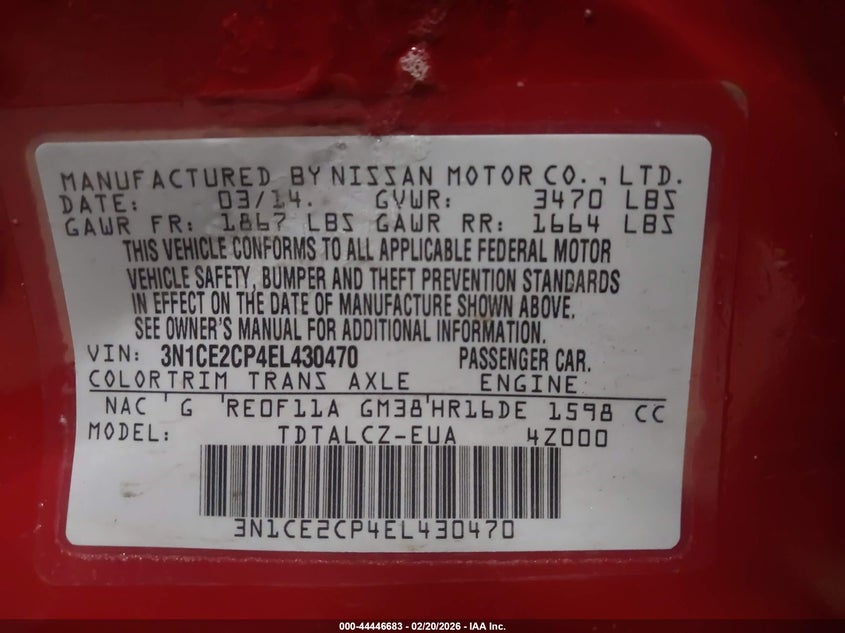 MANUFACTURED BY NISSAN MOTOR CO., LTD.
DATE: 03/14. GVWR: 3470 LBS
GAWR FR: 1867 LBS GAWR RR: 1664 LBS
THIS VEHICLE CONFORMS TO ALL APPLICABLE FEDERAL MOTOR
VEHICLE SAFETY, BUMPER AND THEFT PREVENTION STANDARDS
IN EFFECT ON THE DATE OF MANUFACTURE SHOWN ABOVE.
SEE OWNER'S MANUAL FOR ADDITIONAL INFORMATION.
VIN: 3N1CE2CP4EL430470 PASSENGER CAR.
COLORTRIM TRANS AXLE ENGINE
NAC G RE0F11A GM38 HR16DE 1598 CC
MODEL: TDTALCZ-EUA 4Z000
3N1CE2CP4EL430470
000-44446683 - 02/20/2026 - IAA Inc.